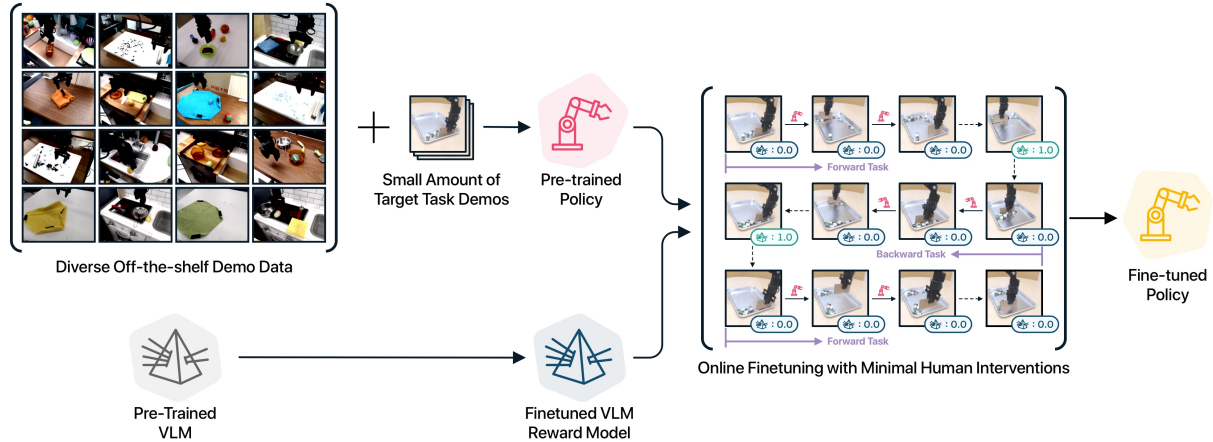 Diverse Off-the-shelf Demo Data
Small Amount of
Target Task Demos
Pre-trained
Policy
Pre-Trained
VLM
Finetuned VLM
Reward Model
: 0.0
: 0.0
: 0.0
: 1.0
Forward Task
: 1.0
: 0.0
: 0.0
: 0.0
Backward Task
: 0.0
: 0.0
: 0.0
: 0.0
Forward Task
Online Finetuning with Minimal Human Interventions
Fine-tuned
Policy